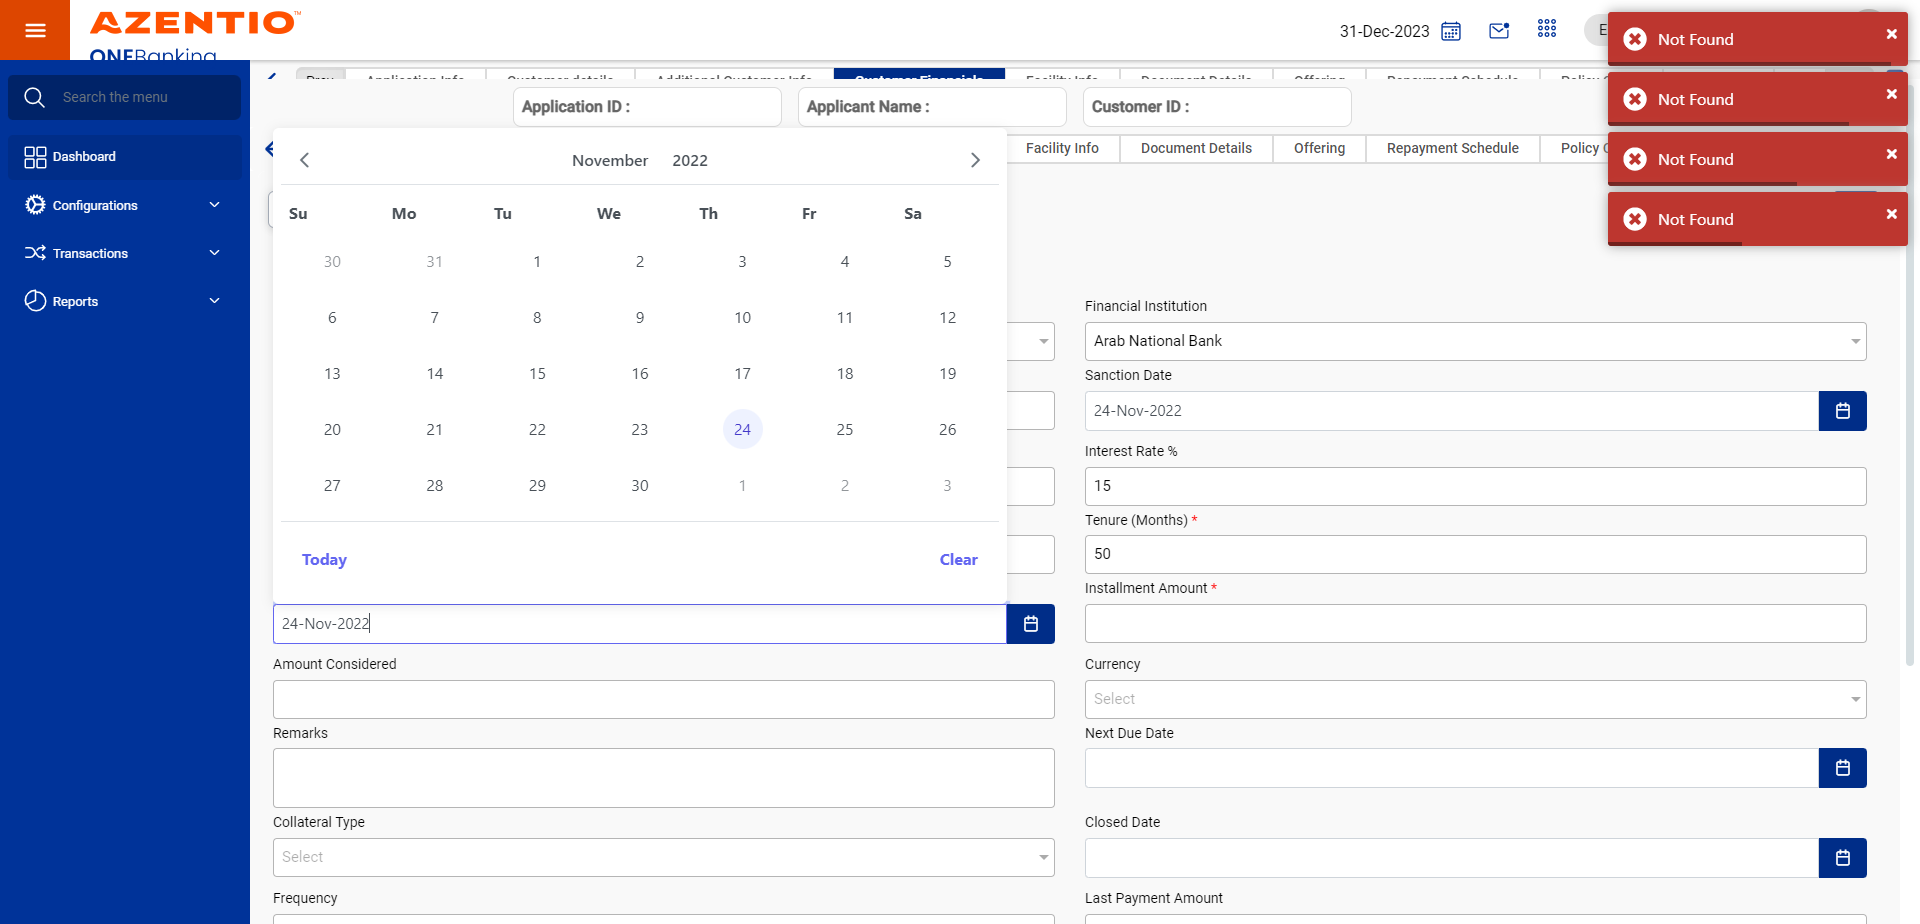 AZENTIO™
ONEBanking
31-Dec-2023
E
Not Found
Not Found
Not Found
Not Found
Search the menu
Dashboard
Configurations
Transactions
Reports
Prev
Application Info
Customer details
Additional Customer Info
Customer Financials
Facility Info
Document Details
Offering
Repayment Schedule
Application ID :
Applicant Name :
Customer ID :
Facility Info
Document Details
Offering
Repayment Schedule
Policy
November 2022
Su Mo Tu We Th Fr Sa
30 31 1 2 3 4 5
6 7 8 9 10 11 12
13 14 15 16 17 18 19
20 21 22 23 24 25 26
27 28 29 30 1 2 3
Today
Clear
Financial Institution
Arab National Bank
Sanction Date
24-Nov-2022
Interest Rate %
15
Tenure (Months) *
50
24-Nov-2022
Installment Amount *
Amount Considered
Currency
Select
Remarks
Next Due Date
Collateral Type
Select
Closed Date
Frequency
Last Payment Amount